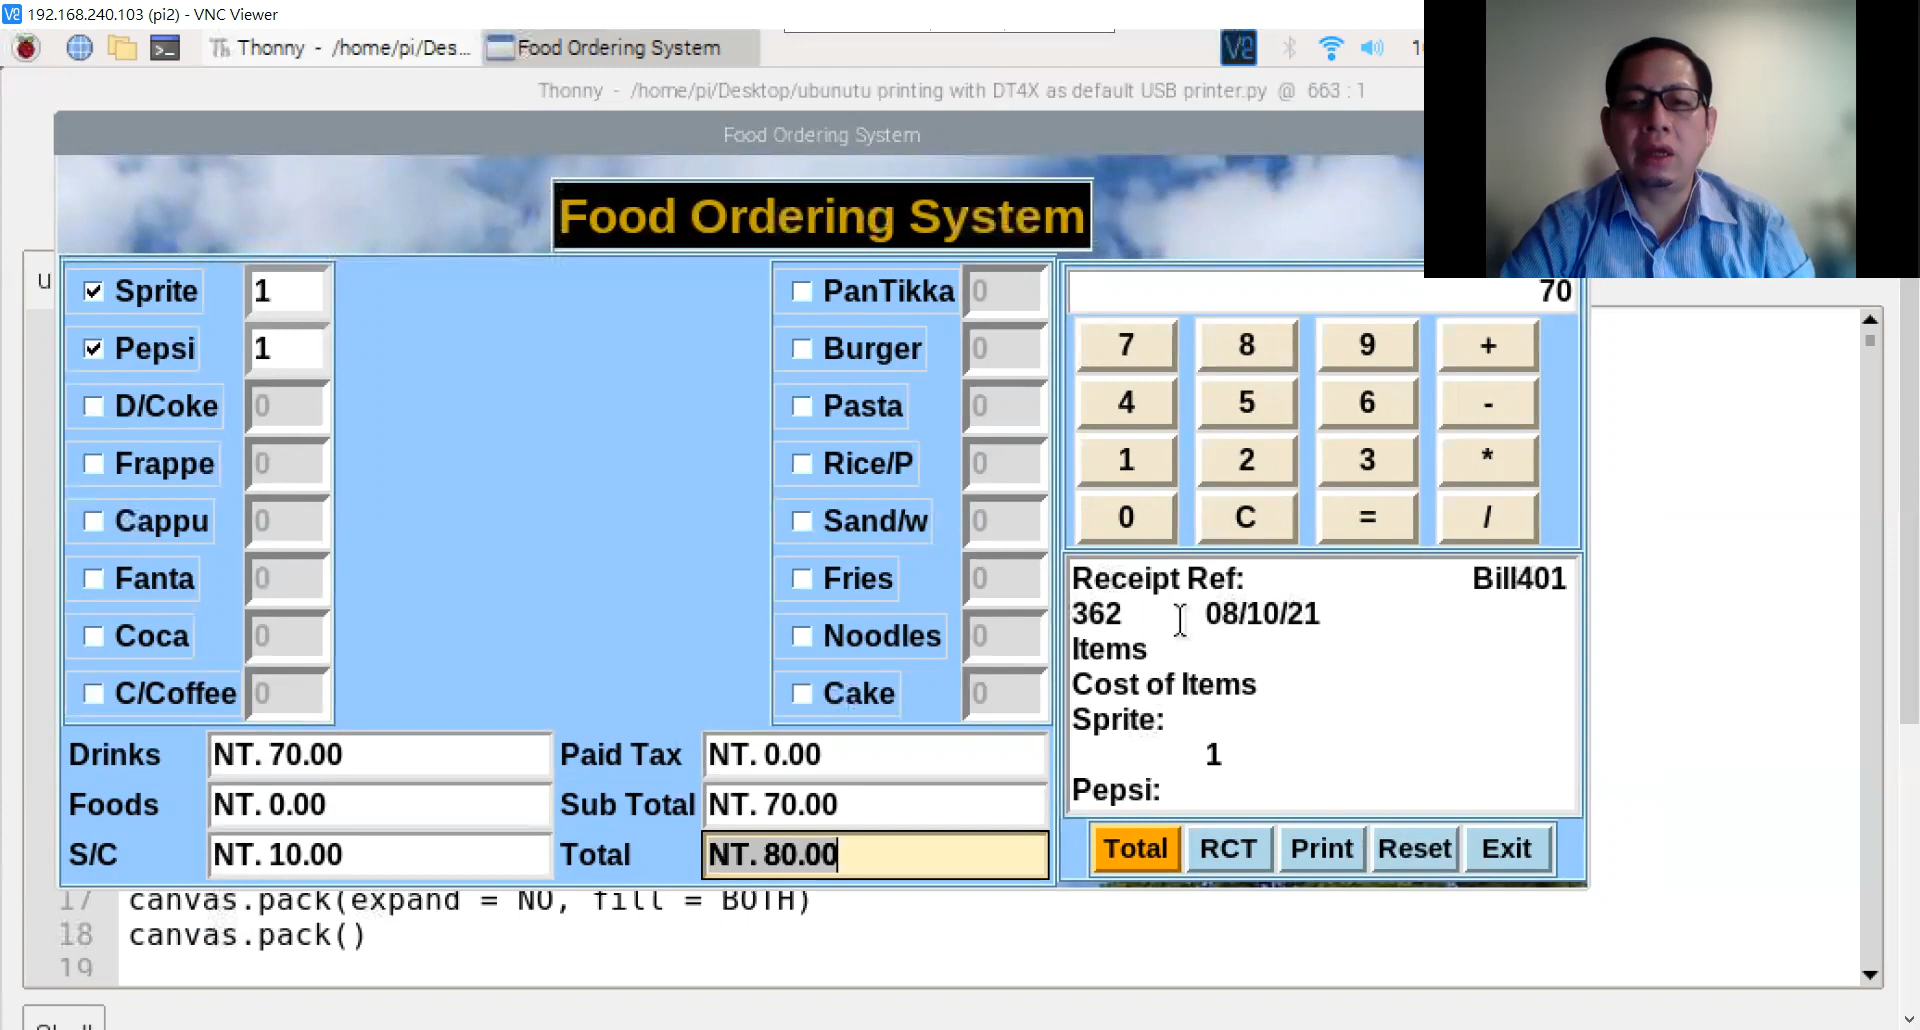 192.168.240.103 (pi2) - VNC Viewer
Thonny - /home/pi/Des...
Food Ordering System
Thonny - /home/pi/Desktop/ubunutu printing with DT4X as default USB printer.py @ 663 : 1
Food Ordering System
Food Ordering System
u
Sprite 1
Pepsi 1
D/Coke 0
Frappe 0
Cappu 0
Fanta 0
Coca 0
C/Coffee 0
PanTikka 0
Burger 0
Pasta 0
Rice/P 0
Sand/w 0
Fries 0
Noodles 0
Cake 0
70
7 8 9 +
4 5 6 -
1 2 3 *
0 C = /
Receipt Ref: Bill401
362 08/10/21
Items
Cost of Items
Sprite:
1
Pepsi:
Drinks NT. 70.00 Paid Tax NT. 0.00
Foods NT. 0.00 Sub Total NT. 70.00
S/C NT. 10.00 Total NT. 80.00
Total RCT Print Reset Exit
17 canvas.pack(expand = NO, fill = BOTH)
18 canvas.pack()
19